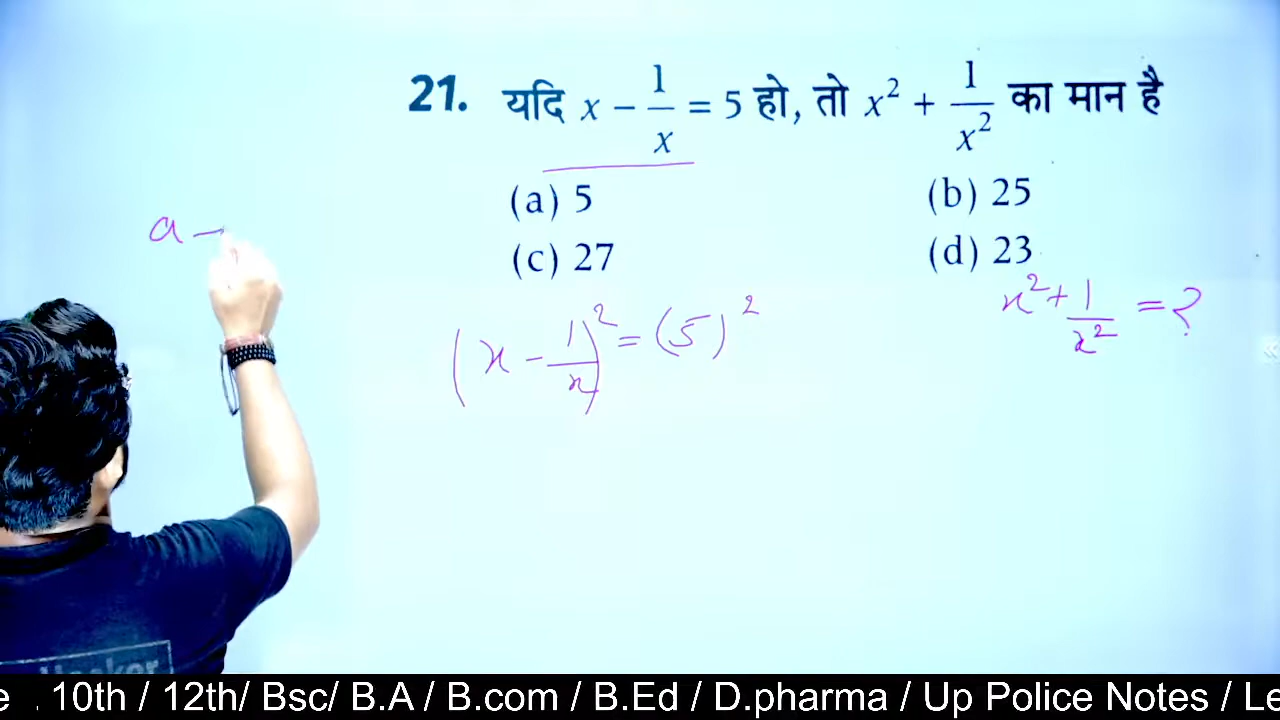 21. यदि x - 1/x = 5 हो, तो x² + 1/x² का मान है
(a) 5 (b) 25
(c) 27 (d) 23
a -
(x - 1/x)² = (5)²
x² + 1/x² = ?
10th / 12th/ Bsc/ B.A / B.com / B.Ed / D.pharma / Up Police Notes / Le